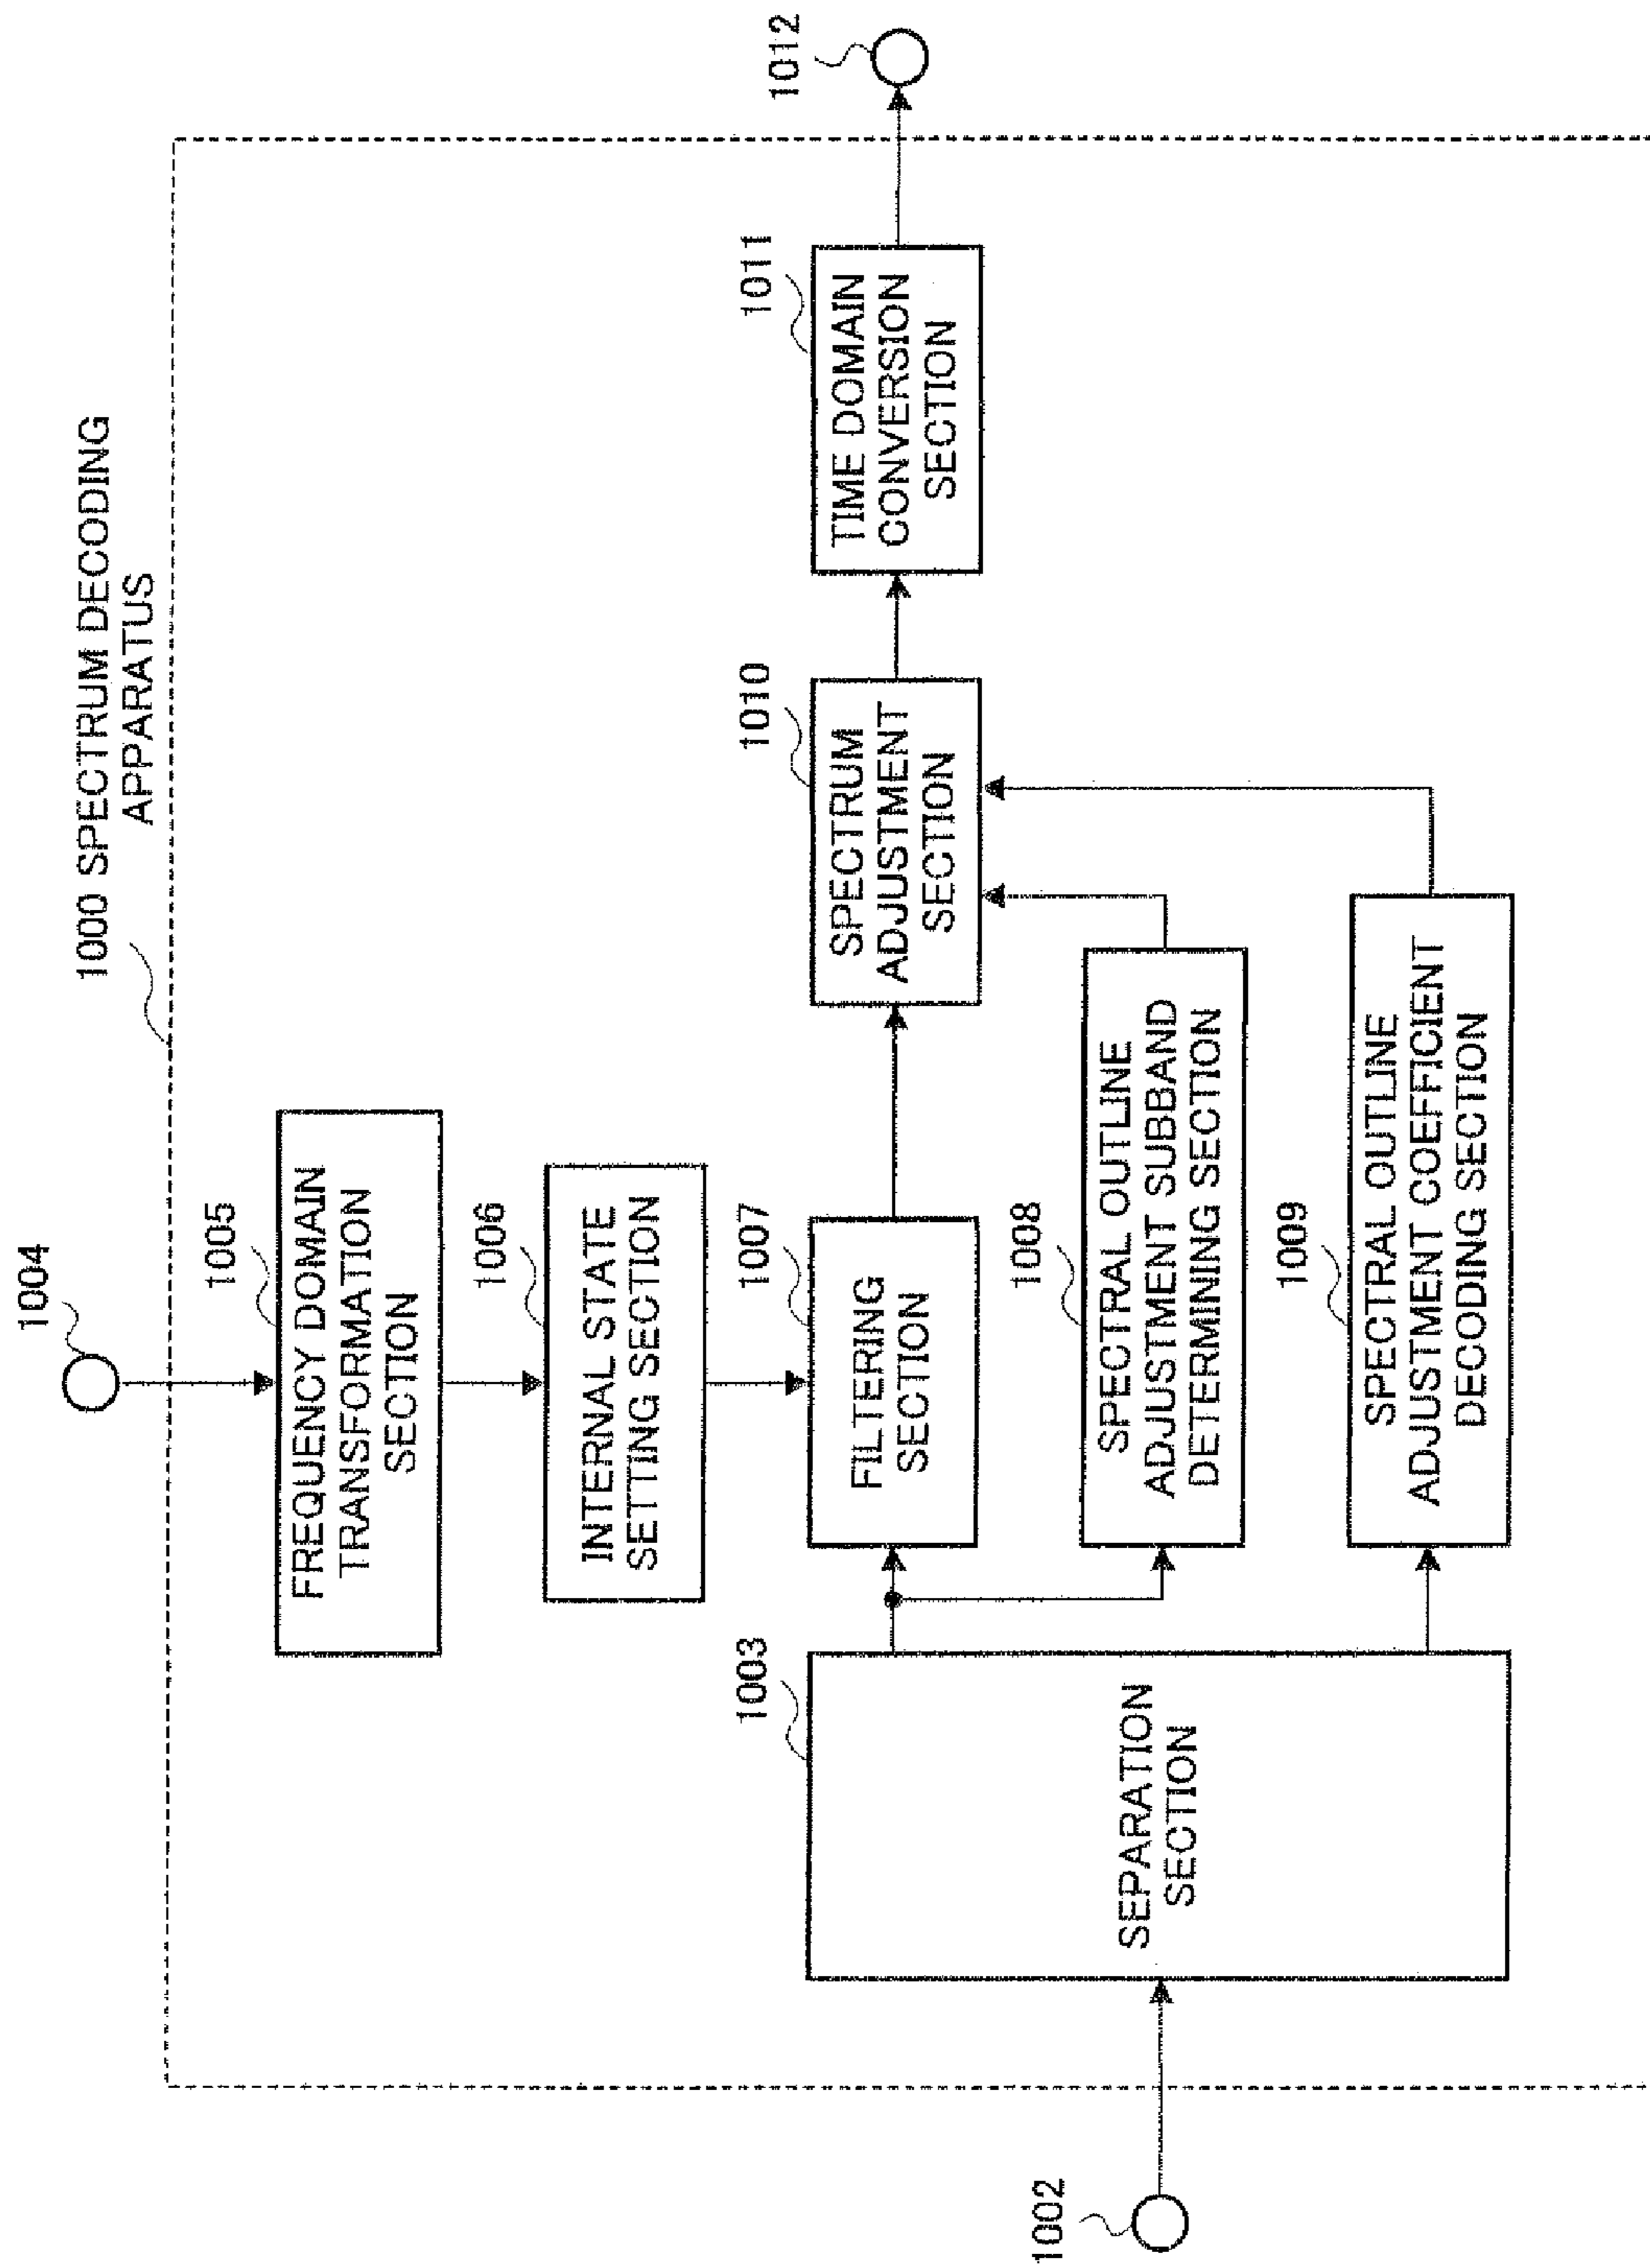 1004
1000 SPECTRUM DECODING
APPARATUS
1005
FREQUENCY DOMAIN
TRANSFORMATION
SECTION
1006
INTERNAL STATE
SETTING SECTION
1003
SEPARATION
SECTION
1007
FILTERING
SECTION
1010
SPECTRUM
ADJUSTMENT
SECTION
1011
TIME DOMAIN
CONVERSION
SECTION
1012
1002
1008
SPECTRAL OUTLINE
ADJUSTMENT SUBBAND
DETERMINING SECTION
1009
SPECTRAL OUTLINE
ADJUSTMENT COEFFICIENT
DECODING SECTION